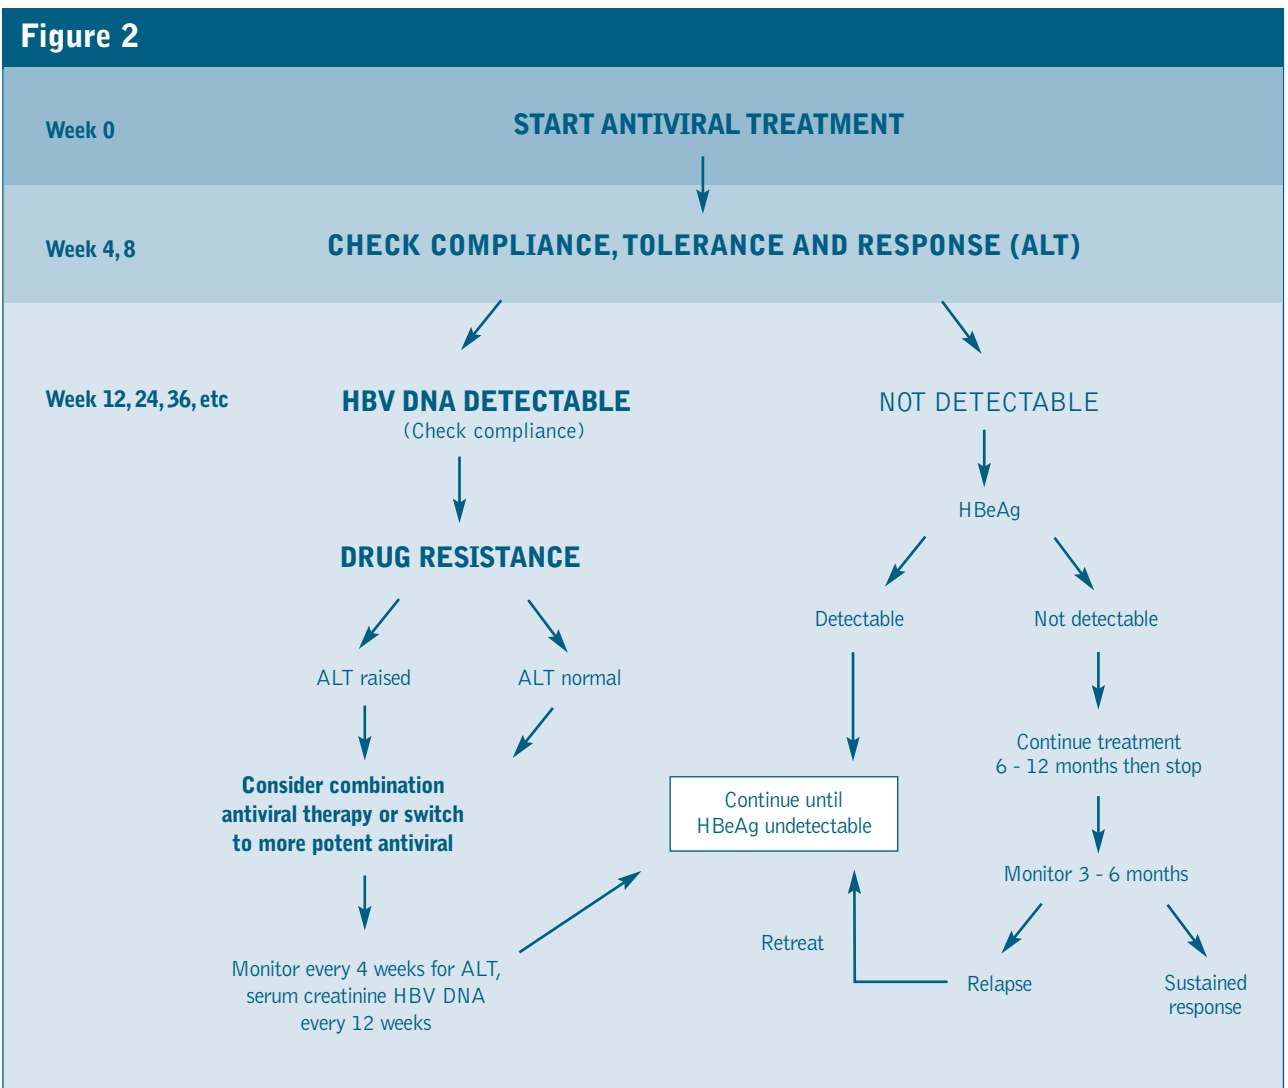 Figure 2
Week 0
START ANTIVIRAL TREATMENT
Week 4, 8
CHECK COMPLIANCE, TOLERANCE AND RESPONSE (ALT)
Week 12, 24, 36, etc
HBV DNA DETECTABLE
(Check compliance)
NOT DETECTABLE
HBeAg
DRUG RESISTANCE
Detectable
Not detectable
ALT raised
ALT normal
Continue treatment
6 - 12 months then stop
Consider combination
antiviral therapy or switch
to more potent antiviral
Continue until
HBeAg undetectable
Monitor 3 - 6 months
Retreat
Monitor every 4 weeks for ALT,
serum creatinine HBV DNA
every 12 weeks
Relapse
Sustained
response